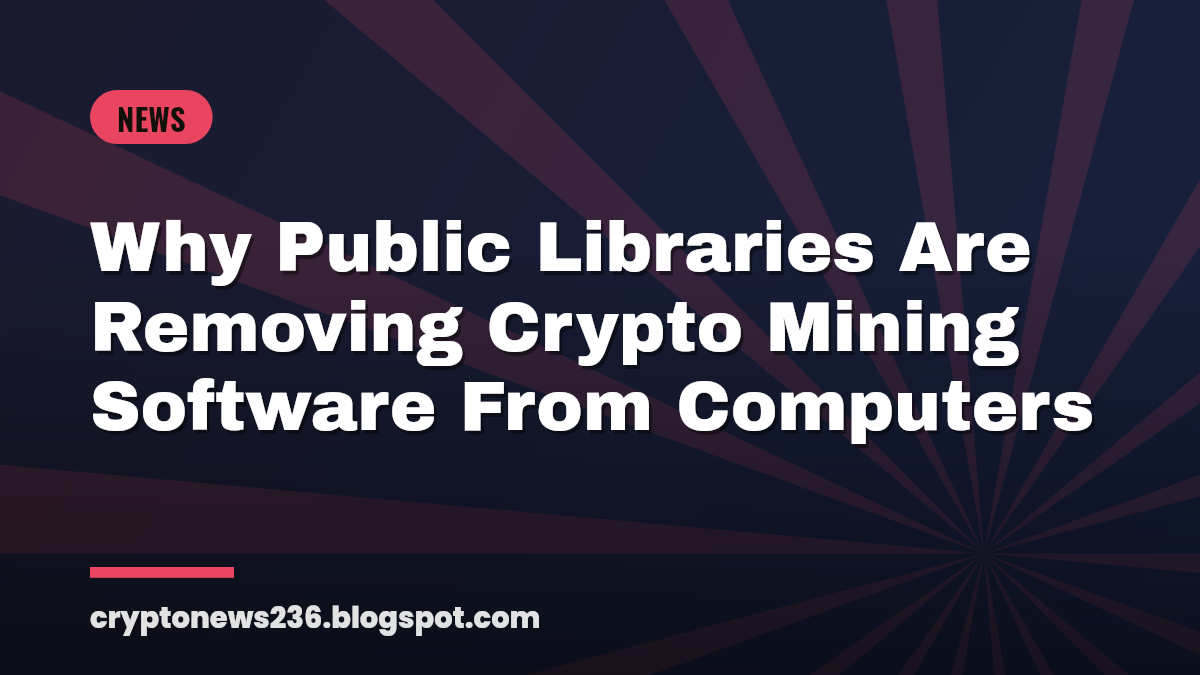 NEWS
Why Public Libraries Are
Removing Crypto Mining
Software From Computers
cryptonews236.blogspot.com